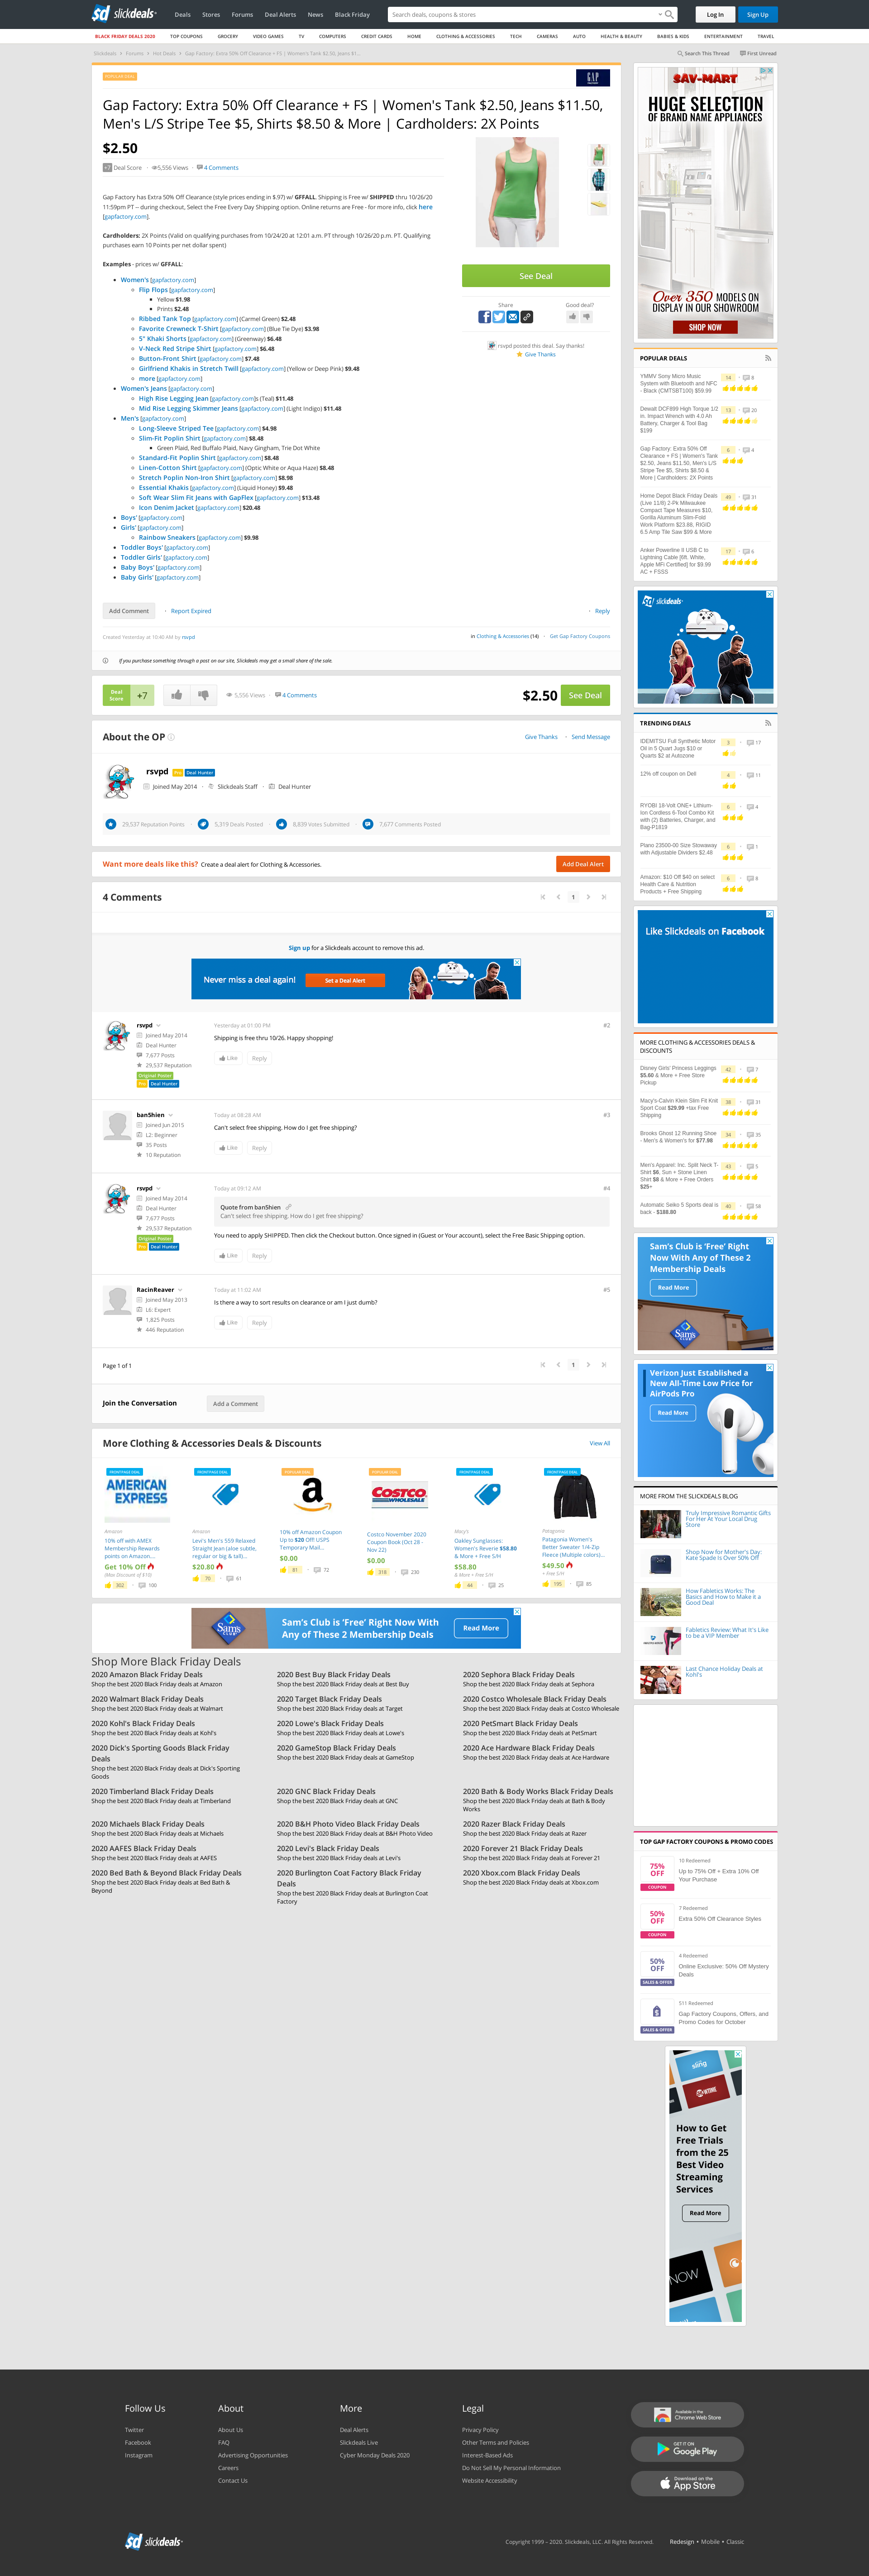 slickdeals
Deals
Stores
Forums
Deal Alerts
News
Black Friday
Search deals, coupons & stores
Log In
Sign Up
BLACK FRIDAY DEALS 2020
TOP COUPONS
GROCERY
VIDEO GAMES
TV
COMPUTERS
CREDIT CARDS
HOME
CLOTHING & ACCESSORIES
TECH
CAMERAS
AUTO
HEALTH & BEAUTY
BABIES & KIDS
ENTERTAINMENT
TRAVEL
Slickdeals
Forums
Hot Deals
Gap Factory: Extra 50% Off Clearance + FS | Women's Tank $2.50, Jeans $1...
Search This Thread
First Unread
POPULAR DEAL
GAP
Gap Factory: Extra 50% Off Clearance + FS | Women's Tank $2.50, Jeans $11.50,
Men's L/S Stripe Tee $5, Shirts $8.50 & More | Cardholders: 2X Points
$2.50
+7 Deal Score
5,556 Views
4 Comments
Gap Factory has Extra 50% Off Clearance (style prices ending in $.97) w/ GFFALL. Shipping is Free w/ SHIPPED thru 10/26/20
11:59pm PT -- during checkout, Select the Free Every Day Shipping option. Online returns are Free - for more info, click here
[gapfactory.com].
Cardholders: 2X Points (Valid on qualifying purchases from 10/24/20 at 12:01 a.m. PT through 10/26/20 p.m. PT. Qualifying
purchases earn 10 Points per net dollar spent)
Examples - prices w/ GFFALL:
Women's [gapfactory.com]
Flip Flops [gapfactory.com]
Yellow $1.98
Prints $2.48
Ribbed Tank Top [gapfactory.com] (Carmel Green) $2.48
Favorite Crewneck T-Shirt [gapfactory.com] (Blue Tie Dye) $3.98
5" Khaki Shorts [gapfactory.com] (Greenway) $6.48
V-Neck Red Stripe Shirt [gapfactory.com] $6.48
Button-Front Shirt [gapfactory.com] $7.48
Girlfriend Khakis in Stretch Twill [gapfactory.com] (Yellow or Deep Pink) $9.48
more [gapfactory.com]
Women's Jeans [gapfactory.com]
High Rise Legging Jean [gapfactory.com]s (Teal) $11.48
Mid Rise Legging Skimmer Jeans [gapfactory.com] (Light Indigo) $11.48
Men's [gapfactory.com]
Long-Sleeve Striped Tee [gapfactory.com] $4.98
Slim-Fit Poplin Shirt [gapfactory.com] $8.48
Green Plaid, Red Buffalo Plaid, Navy Gingham, Trie Dot White
Standard-Fit Poplin Shirt [gapfactory.com] $8.48
Linen-Cotton Shirt [gapfactory.com] (Optic White or Aqua Haze) $8.48
Stretch Poplin Non-Iron Shirt [gapfactory.com] $8.98
Essential Khakis [gapfactory.com] (Liquid Honey) $9.48
Soft Wear Slim Fit Jeans with GapFlex [gapfactory.com] $13.48
Icon Denim Jacket [gapfactory.com] $20.48
Boys' [gapfactory.com]
Girls' [gapfactory.com]
Rainbow Sneakers [gapfactory.com] $9.98
Toddler Boys' [gapfactory.com]
Toddler Girls' [gapfactory.com]
Baby Boys' [gapfactory.com]
Baby Girls' [gapfactory.com]
See Deal
Share
Good deal?
rsvpd posted this deal. Say thanks!
Give Thanks
Add Comment
Report Expired
Reply
Created Yesterday at 10:40 AM by rsvpd
in Clothing & Accessories (14)
Get Gap Factory Coupons
If you purchase something through a post on our site, Slickdeals may get a small share of the sale.
Deal Score
+7
5,556 Views
4 Comments
$2.50
See Deal
About the OP
Give Thanks
Send Message
rsvpd
Pro
Deal Hunter
Joined May 2014
Slickdeals Staff
Deal Hunter
29,537 Reputation Points
5,319 Deals Posted
8,839 Votes Submitted
7,677 Comments Posted
Want more deals like this? Create a deal alert for Clothing & Accessories.
Add Deal Alert
4 Comments
1
Sign up for a Slickdeals account to remove this ad.
Never miss a deal again!
Set a Deal Alert
rsvpd
Joined May 2014
Deal Hunter
7,677 Posts
29,537 Reputation
Original Poster
Pro
Deal Hunter
Yesterday at 01:00 PM
#2
Shipping is free thru 10/26. Happy shopping!
Like
Reply
banShien
Joined Jun 2015
L2: Beginner
35 Posts
10 Reputation
Today at 08:28 AM
#3
Can't select free shipping. How do I get free shipping?
Like
Reply
rsvpd
Joined May 2014
Deal Hunter
7,677 Posts
29,537 Reputation
Original Poster
Pro
Deal Hunter
Today at 09:12 AM
#4
Quote from banShien
Can't select free shipping. How do I get free shipping?
You need to apply SHIPPED. Then click the Checkout button. Once signed in (Guest or Your account), select the Free Basic Shipping option.
Like
Reply
RacinReaver
Joined May 2013
L6: Expert
1,825 Posts
446 Reputation
Today at 11:02 AM
#5
Is there a way to sort results on clearance or am I just dumb?
Like
Reply
Page 1 of 1
1
Join the Conversation
Add a Comment
More Clothing & Accessories Deals & Discounts
View All
FRONTPAGE DEAL
AMERICAN EXPRESS
Amazon
10% off with AMEX
Membership Rewards
points on Amazon....
Get 10% Off
(Max Discount of $10)
302
100
FRONTPAGE DEAL
Amazon
Levi's Men's 559 Relaxed
Straight Jean (aloe subtle,
regular or big & tall)...
$20.80
70
61
POPULAR DEAL
10% off Amazon Coupon
Up to $20 Off! USPS
Temporary Mail...
$0.00
81
72
POPULAR DEAL
COSTCO WHOLESALE
Costco November 2020
Coupon Book (Oct 28 -
Nov 22)
$0.00
318
230
FRONTPAGE DEAL
Macy's
Oakley Sunglasses:
Women's Reverie $58.80
& More + Free S/H
$58.80
& More + Free S/H
44
25
FRONTPAGE DEAL
Patagonia
Patagonia Women's
Better Sweater 1/4-Zip
Fleece (Multiple colors)...
$49.50
+ Free S/H
195
85
Sam's Club is 'Free' Right Now With
Any of These 2 Membership Deals
Read More
Shop More Black Friday Deals
2020 Amazon Black Friday Deals
Shop the best 2020 Black Friday deals at Amazon
2020 Best Buy Black Friday Deals
Shop the best 2020 Black Friday deals at Best Buy
2020 Sephora Black Friday Deals
Shop the best 2020 Black Friday deals at Sephora
2020 Walmart Black Friday Deals
Shop the best 2020 Black Friday deals at Walmart
2020 Target Black Friday Deals
Shop the best 2020 Black Friday deals at Target
2020 Costco Wholesale Black Friday Deals
Shop the best 2020 Black Friday deals at Costco Wholesale
2020 Kohl's Black Friday Deals
Shop the best 2020 Black Friday deals at Kohl's
2020 Lowe's Black Friday Deals
Shop the best 2020 Black Friday deals at Lowe's
2020 PetSmart Black Friday Deals
Shop the best 2020 Black Friday deals at PetSmart
2020 Dick's Sporting Goods Black Friday
Deals
Shop the best 2020 Black Friday deals at Dick's Sporting
Goods
2020 GameStop Black Friday Deals
Shop the best 2020 Black Friday deals at GameStop
2020 Ace Hardware Black Friday Deals
Shop the best 2020 Black Friday deals at Ace Hardware
2020 Timberland Black Friday Deals
Shop the best 2020 Black Friday deals at Timberland
2020 GNC Black Friday Deals
Shop the best 2020 Black Friday deals at GNC
2020 Bath & Body Works Black Friday Deals
Shop the best 2020 Black Friday deals at Bath & Body
Works
2020 Michaels Black Friday Deals
Shop the best 2020 Black Friday deals at Michaels
2020 B&H Photo Video Black Friday Deals
Shop the best 2020 Black Friday deals at B&H Photo Video
2020 Razer Black Friday Deals
Shop the best 2020 Black Friday deals at Razer
2020 AAFES Black Friday Deals
Shop the best 2020 Black Friday deals at AAFES
2020 Levi's Black Friday Deals
Shop the best 2020 Black Friday deals at Levi's
2020 Forever 21 Black Friday Deals
Shop the best 2020 Black Friday deals at Forever 21
2020 Bed Bath & Beyond Black Friday Deals
Shop the best 2020 Black Friday deals at Bed Bath &
Beyond
2020 Burlington Coat Factory Black Friday
Deals
Shop the best 2020 Black Friday deals at Burlington Coat
Factory
2020 Xbox.com Black Friday Deals
Shop the best 2020 Black Friday deals at Xbox.com
SAV-MART
HUGE SELECTION
OF BRAND NAME APPLIANCES
Over 350 MODELS ON
DISPLAY IN OUR SHOWROOM
SHOP NOW
POPULAR DEALS
YMMV Sony Micro Music
System with Bluetooth and NFC
- Black (CMTSBT100) $59.99
14
8
Dewalt DCF899 High Torque 1/2
in. Impact Wrench with 4.0 Ah
Battery, Charger & Tool Bag
$199
13
20
Gap Factory: Extra 50% Off
Clearance + FS | Women's Tank
$2.50, Jeans $11.50, Men's L/S
Stripe Tee $5, Shirts $8.50 &
More | Cardholders: 2X Points
6
4
Home Depot Black Friday Deals
(Live 11/6) 2-Pk Milwaukee
Compact Tape Measures $10,
Gorilla Aluminum Slim-Fold
Work Platform $23.88, RIGID
6.5 Amp Tile Saw $99 & More
49
31
Anker Powerline II USB C to
Lightning Cable [6ft, White,
Apple MFi Certified] for $9.99
AC + FSSS
17
6
slickdeals
TRENDING DEALS
IDEMITSU Full Synthetic Motor
Oil in 5 Quart Jugs $10 or
Quarts $2 at Autozone
3
17
12% off coupon on Dell
4
11
RYOBI 18-Volt ONE+ Lithium-
Ion Cordless 6-Tool Combo Kit
with (2) Batteries, Charger, and
Bag-P1819
6
4
Plano 23500-00 Size Stowaway
with Adjustable Dividers $2.48
6
1
Amazon: $10 Off $40 on select
Health Care & Nutrition
Products + Free Shipping
6
8
Like Slickdeals on Facebook
MORE CLOTHING & ACCESSORIES DEALS &
DISCOUNTS
Disney Girls' Princess Leggings
$5.60 & More + Free Store
Pickup
42
7
Macy's-Calvin Klein Slim Fit Knit
Sport Coat $29.99 +tax Free
Shipping
38
31
Brooks Ghost 12 Running Shoe
- Men's & Women's for $77.98
34
35
Men's Apparel: Inc. Split Neck T-
Shirt $6, Sun + Stone Linen
Shirt $8 & More + Free Orders
$25+
43
5
Automatic Seiko 5 Sports deal is
back - $188.80
40
58
Sam's Club is 'Free' Right
Now With Any of These 2
Membership Deals
Read More
Verizon Just Established a
New All-Time Low Price for
AirPods Pro
Read More
MORE FROM THE SLICKDEALS BLOG
Truly Impressive Romantic Gifts
For Her At Your Local Drug
Store
Shop Now for Mother's Day:
Kate Spade Is Over 50% Off
How Fabletics Works: The
Basics and How to Make it a
Good Deal
Fabletics Review: What It's Like
to be a VIP Member
Last Chance Holiday Deals at
Kohl's
TOP GAP FACTORY COUPONS & PROMO CODES
75% OFF
COUPON
10 Redeemed
Up to 75% Off + Extra 10% Off
Your Purchase
50% OFF
COUPON
7 Redeemed
Extra 50% Off Clearance Styles
50% OFF
SALES & OFFER
4 Redeemed
Online Exclusive: 50% Off Mystery
Deals
SALES & OFFER
511 Redeemed
Gap Factory Coupons, Offers, and
Promo Codes for October
sling
SHOWTIME
How to Get
Free Trials
from the 25
Best Video
Streaming
Services
Read More
NOW
Follow Us
Twitter
Facebook
Instagram
About
About Us
FAQ
Advertising Opportunities
Careers
Contact Us
More
Deal Alerts
Slickdeals Live
Cyber Monday Deals 2020
Legal
Privacy Policy
Other Terms and Policies
Interest-Based Ads
Do Not Sell My Personal Information
Website Accessibility
Available in the
Chrome Web Store
GET IT ON
Google Play
Download on the
App Store
slickdeals
Copyright 1999 - 2020, Slickdeals, LLC. All Rights Reserved.
Redesign • Mobile • Classic